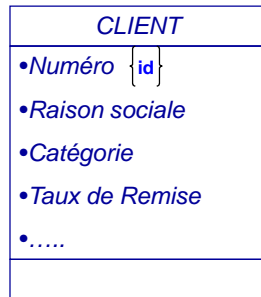 CLIENT
•Numéro {id}
•Raison sociale
•Catégorie
•Taux de Remise
•…..